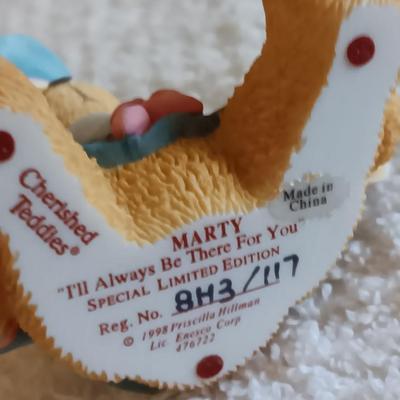 Cherished
Teddies®
Made in
China
MARTY
"I'll Always Be There For You"
SPECIAL LIMITED EDITION
Reg. No. 8H3/117
© 1998 Priscilla Hillman
Lic. Enesco Corp
476722